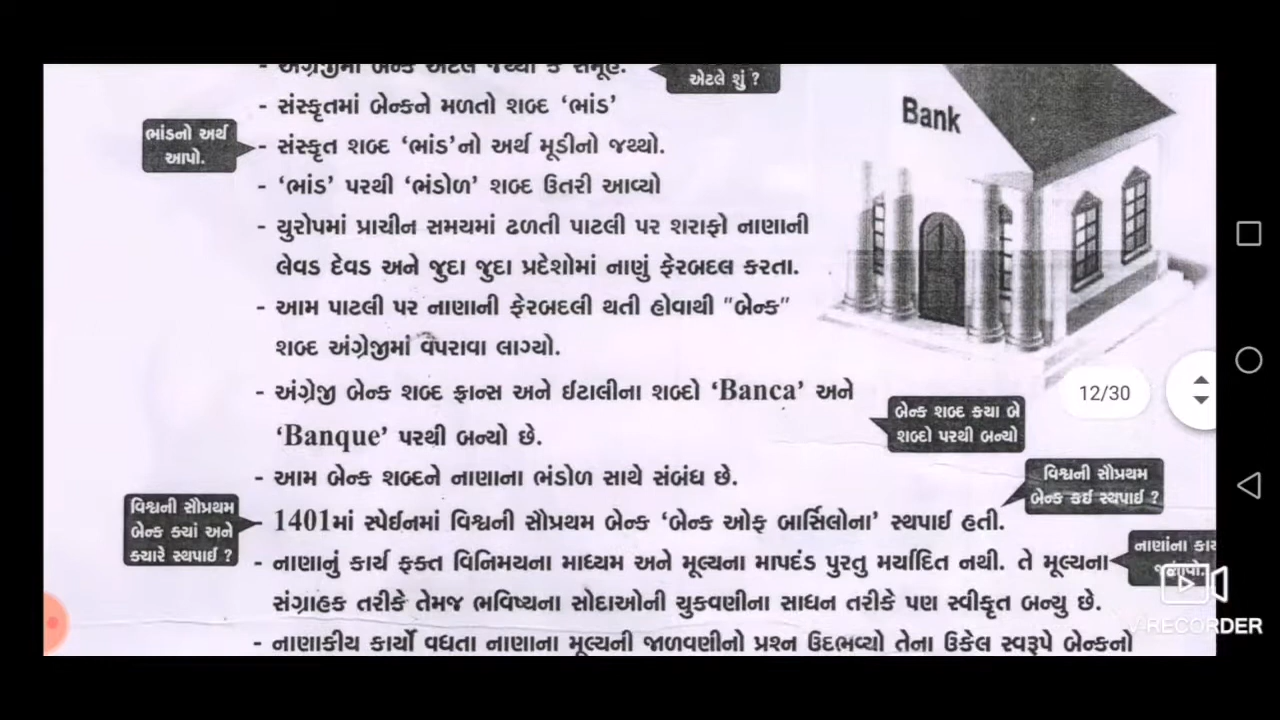 - અંગ્રેજીમાં બેન્ક એટલે જથ્થો કે સમૂહ.
એટલે શું ?
Bank
- સંસ્કૃતમાં બેન્કને મળતો શબ્દ ‘ભાંડ’
ભાંડનો અર્થ
આપો.
- સંસ્કૃત શબ્દ ‘ભાંડ’નો અર્થ મૂડીનો જથ્થો.
- ‘ભાંડ’ પરથી ‘ભંડોળ’ શબ્દ ઉતરી આવ્યો
- યુરોપમાં પ્રાચીન સમયમાં ઢળતી પાટલી પર શરાફો નાણાની
લેવડ દેવડ અને જુદા જુદા પ્રદેશોમાં નાણું ફેરબદલ કરતા.
- આમ પાટલી પર નાણાની ફેરબદલી થતી હોવાથી "બેન્ક"
શબ્દ અંગ્રેજીમાં વપરાવા લાગ્યો.
- અંગ્રેજી બેન્ક શબ્દ ફ્રાન્સ અને ઈટાલીના શબ્દો ‘Banca’ અને
‘Banque’ પરથી બન્યો છે.
12/30
બેન્ક શબ્દ કયા બે
શબ્દો પરથી બન્યો
- આમ બેન્ક શબ્દને નાણાના ભંડોળ સાથે સંબંધ છે.
વિશ્વની સૌપ્રથમ
બેન્ક કઈ સ્થપાઈ ?
વિશ્વની સૌપ્રથમ
બેન્ક ક્યાં અને
ક્યારે સ્થપાઈ ?
- 1401માં સ્પેઈનમાં વિશ્વની સૌપ્રથમ બેન્ક ‘બેન્ક ઓફ બાર્સિલોના’ સ્થપાઈ હતી.
- નાણાનું કાર્ય ફક્ત વિનિમયના માધ્યમ અને મૂલ્યના માપદંડ પુરતુ મર્યાદિત નથી. તે મૂલ્યના
સંગ્રાહક તરીકે તેમજ ભવિષ્યના સોદાઓની ચુકવણીના સાધન તરીકે પણ સ્વીકૃત બન્યુ છે.
નાણાંના
- નાણાકીય કાર્યો વધતા નાણાના મૂલ્યની જાળવણીનો પ્રશ્ન ઉદભવ્યો તેના ઉકેલ સ્વરૂપે બેન્કનો
V-RECORDER